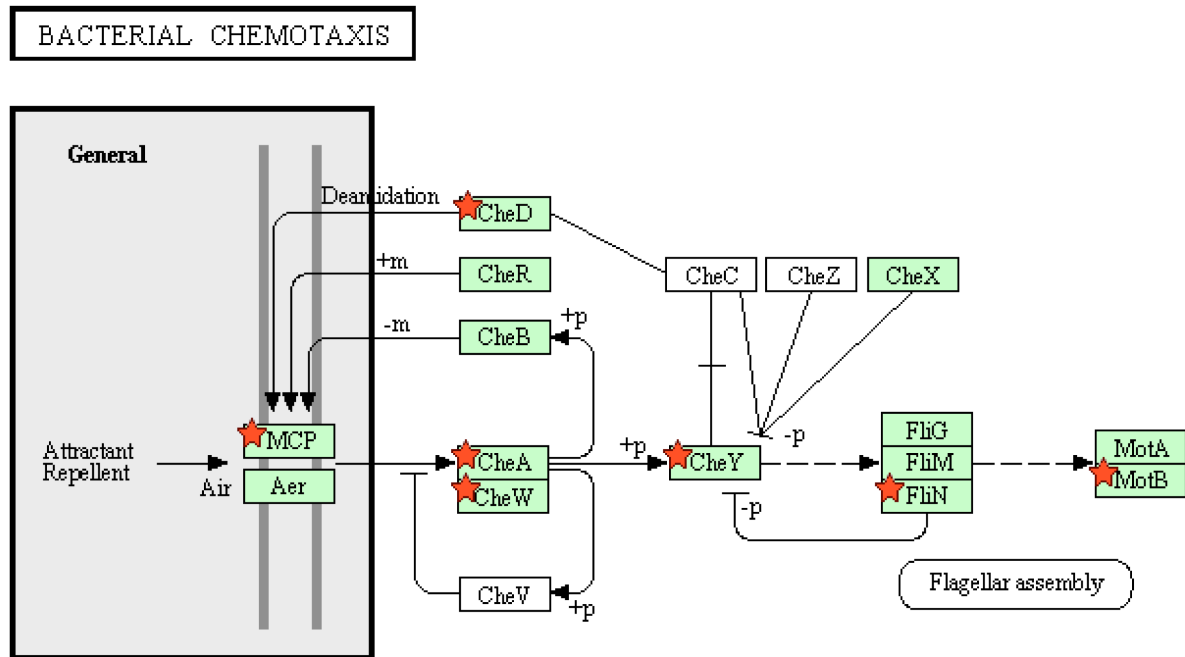 BACTERIAL CHEMOTAXIS
General
Deamidation
CheD
+m
CheR
CheC
CheZ
CheX
-m
CheB
+p
MCP
Attractant
Repellent
Air
Aer
CheA
CheW
+p
CheY
-p
FliG
FliM
FliN
MotA
MotB
-p
CheV
+p
Flagellar assembly